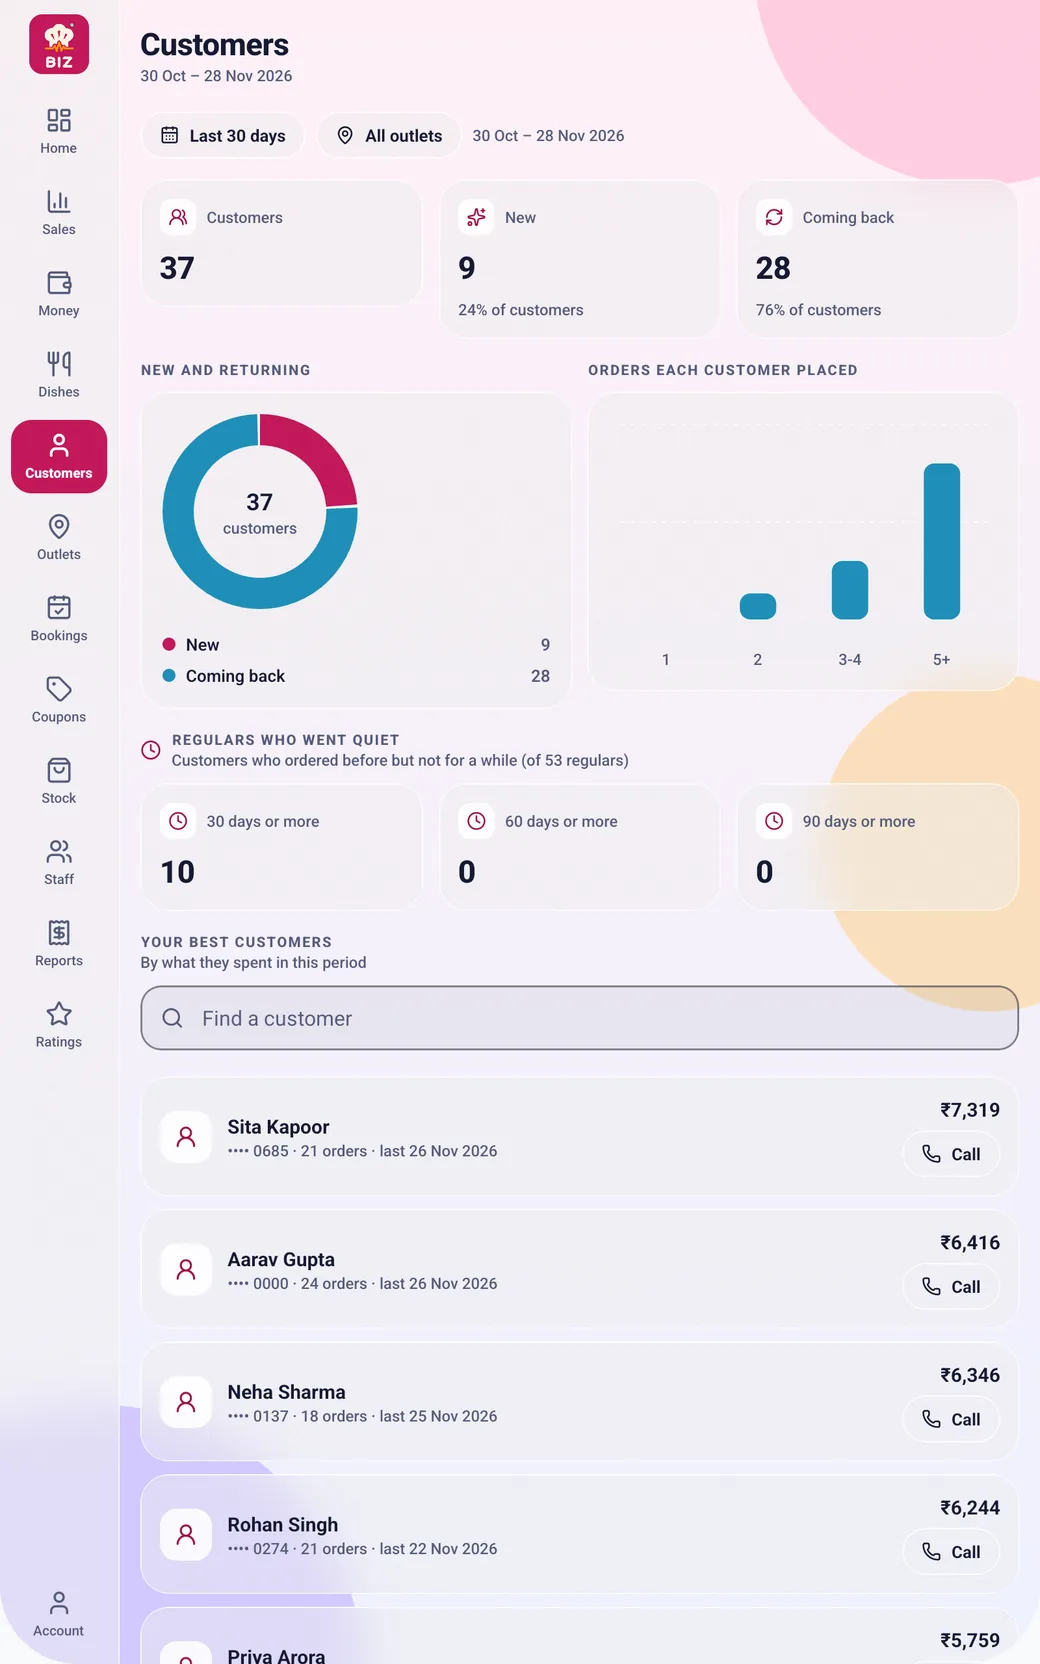 BIZ
Home
Sales
Money
Dishes
Customers
Outlets
Bookings
Coupons
Stock
Staff
Reports
Ratings
Account
Customers
30 Oct – 28 Nov 2026
Last 30 days
All outlets
30 Oct – 28 Nov 2026
Customers
37
New
9
24% of customers
Coming back
28
76% of customers
NEW AND RETURNING
37
customers
New 9
Coming back 28
ORDERS EACH CUSTOMER PLACED
1 2 3-4 5+
REGULARS WHO WENT QUIET
Customers who ordered before but not for a while (of 53 regulars)
30 days or more
10
60 days or more
0
90 days or more
0
YOUR BEST CUSTOMERS
By what they spent in this period
Find a customer
Sita Kapoor
•••• 0685 · 21 orders · last 26 Nov 2026
₹7,319
Call
Aarav Gupta
•••• 0000 · 24 orders · last 26 Nov 2026
₹6,416
Call
Neha Sharma
•••• 0137 · 18 orders · last 25 Nov 2026
₹6,346
Call
Rohan Singh
•••• 0274 · 21 orders · last 22 Nov 2026
₹6,244
Call
Priya Arora
₹5,759